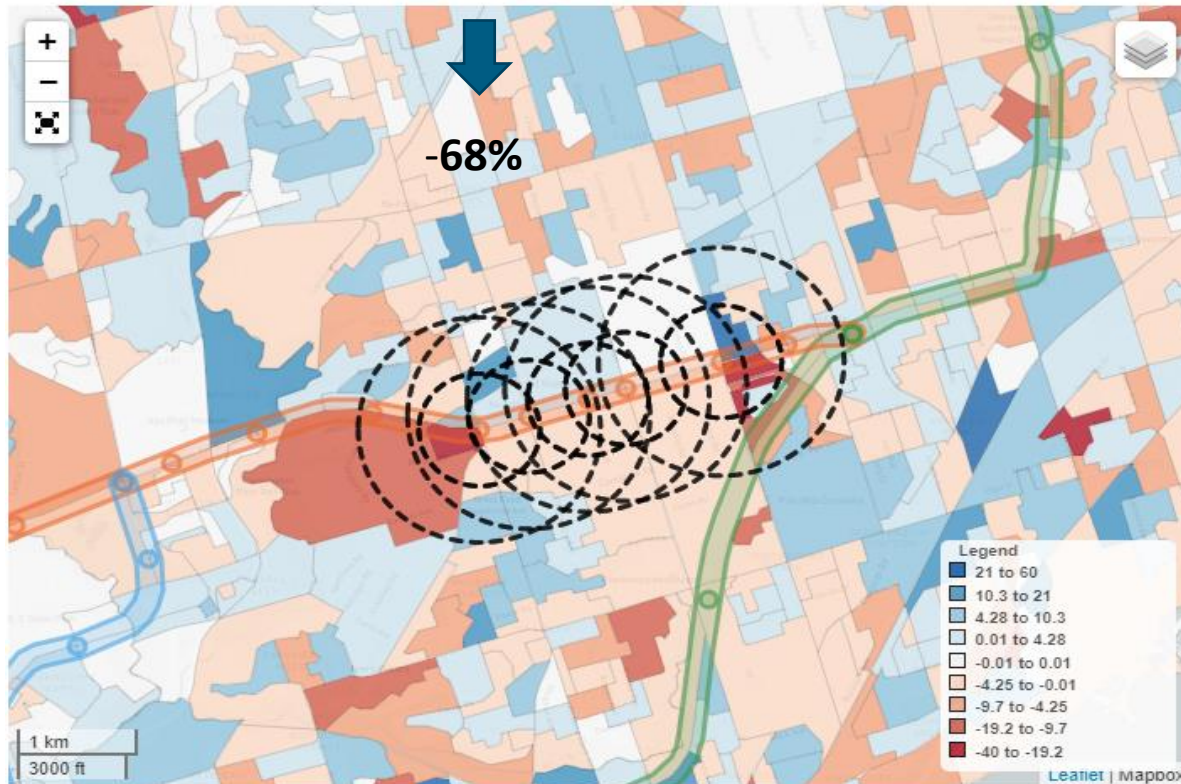 +
−
-68%
Legend
21 to 60
10.3 to 21
4.28 to 10.3
0.01 to 4.28
-0.01 to 0.01
-4.25 to -0.01
-9.7 to -4.25
-19.2 to -9.7
-40 to -19.2
1 km
3000 ft
Leaflet | Mapbox